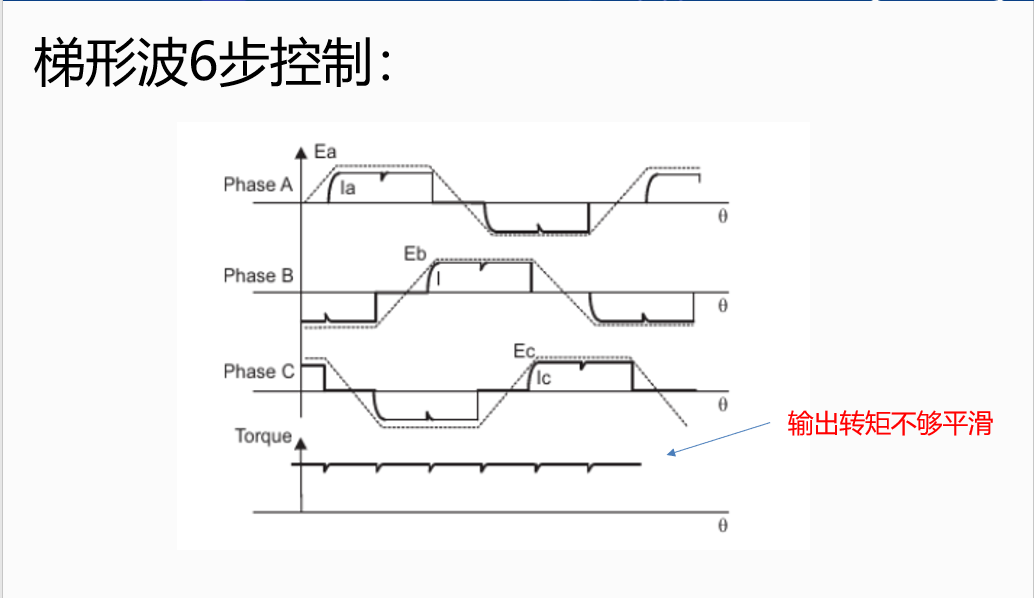 梯形波6步控制：
Ea
Phase A
Ia
θ
Eb
Phase B
I
θ
Ec
Phase C
Ic
θ
输出转矩不够平滑
Torque
θ